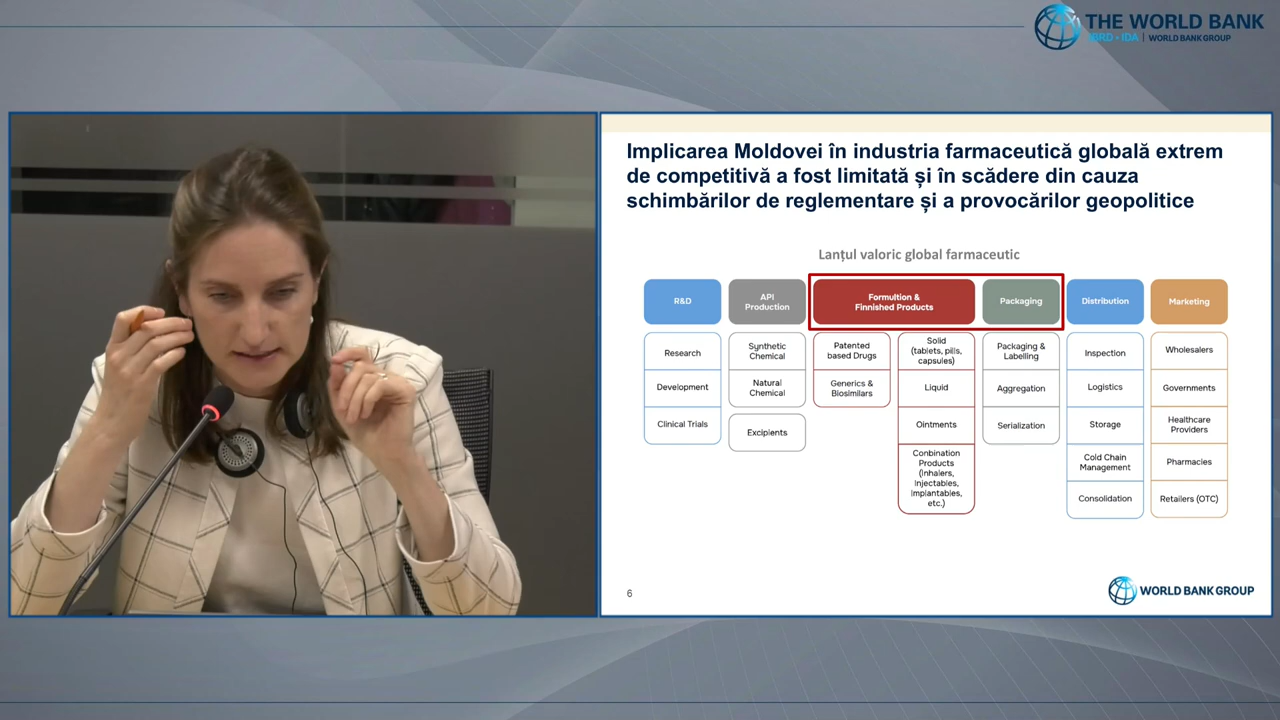 THE WORLD BANK
IBRD • IDA | WORLD BANK GROUP
Implicarea Moldovei în industria farmaceutică globală extrem
de competitivă a fost limitată și în scădere din cauza
schimbărilor de reglementare și a provocărilor geopolitice
Lanțul valoric global farmaceutic
R&D
Research
Development
Clinical Trials
API
Production
Synthetic
Chemical
Natural
Chemical
Excipients
Formultion &
Finnished Products
Patented
based Drugs
Generics &
Biosimilars
Solid
(tablets, pills,
capsules)
Liquid
Ointments
Conbination
Products
(Inhalers,
Injectables,
Implantables,
etc.)
Packaging
Packaging &
Labelling
Aggregation
Serialization
Distribution
Inspection
Logistics
Storage
Cold Chain
Management
Consolidation
Marketing
Wholesalers
Governments
Healthcare
Providers
Pharmacies
Retailers (OTC)
6
WORLD BANK GROUP